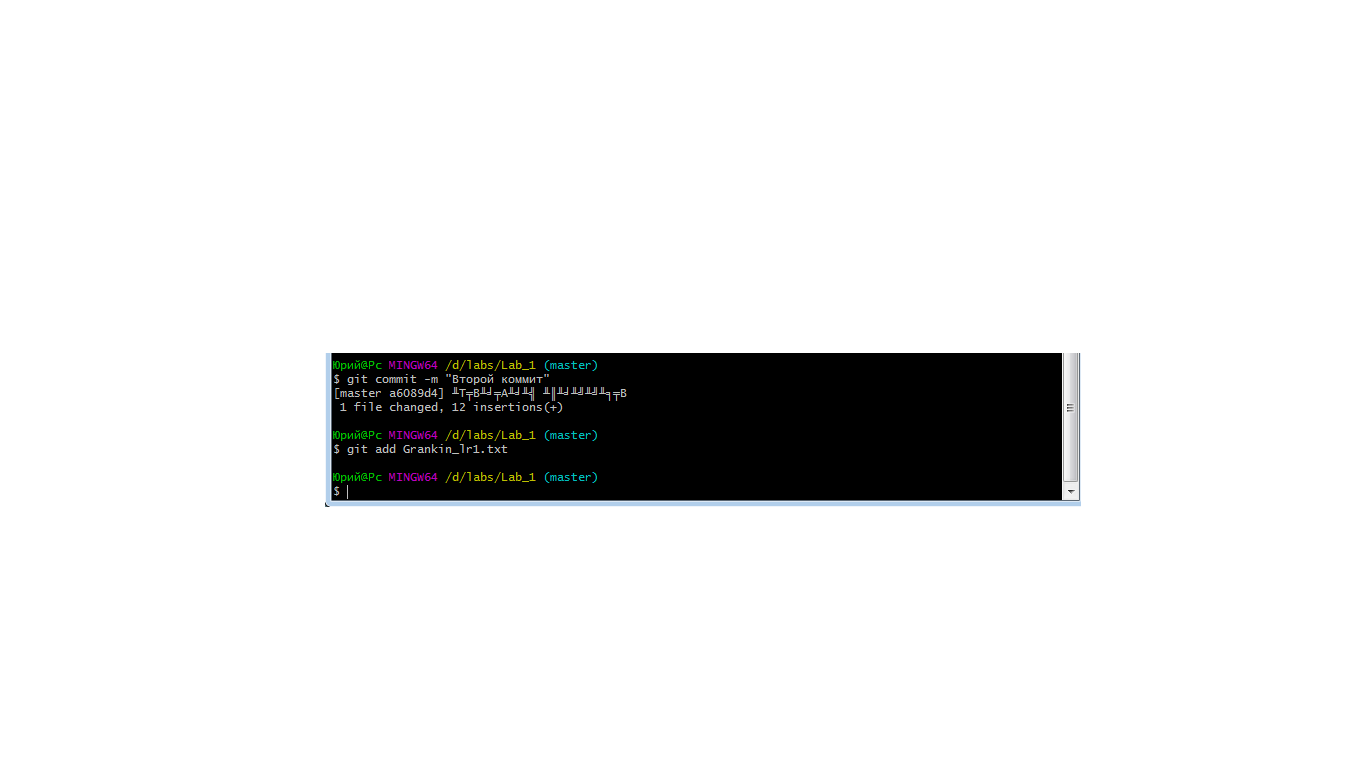 Юрий@Pc MINGW64 /d/labs/Lab_1 (master)
$ git commit -m "Второй коммит"
[master a6089d4] ╨Т╤В╨╛╤А╨╛╨╣ ╨║╨╛╨╝╨╝╨╕╤В
1 file changed, 12 insertions(+)
Юрий@Pc MINGW64 /d/labs/Lab_1 (master)
$ git add Grankin_lr1.txt
Юрий@Pc MINGW64 /d/labs/Lab_1 (master)
$